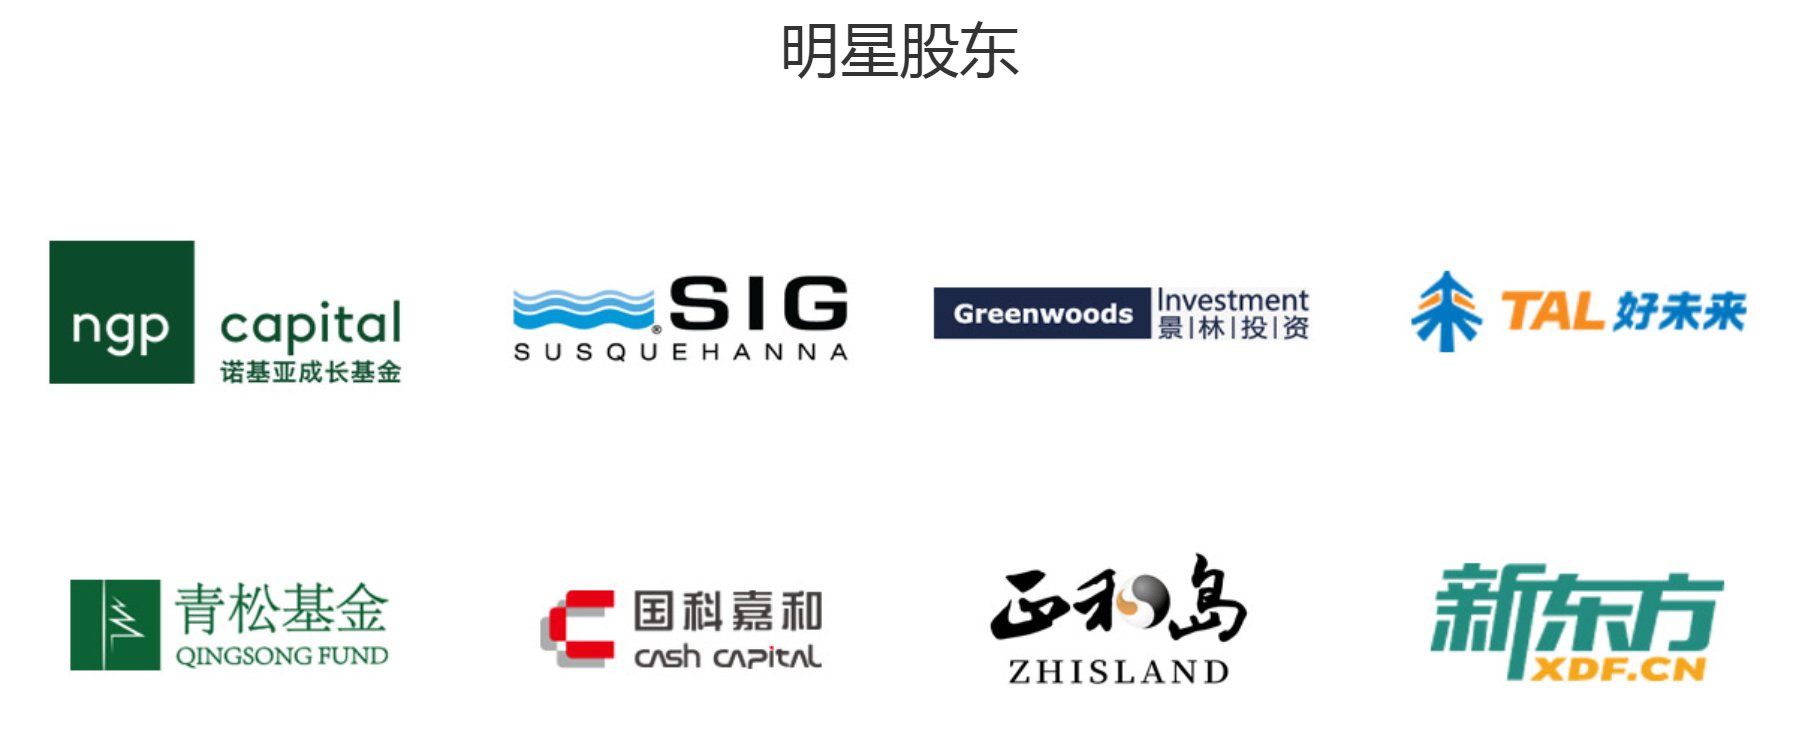 明星股东
ngp capital
诺基亚成长基金
SIG
SUSQUEHANNA
Greenwoods Investment
景|林|投|资
TAL 好未来
青松基金
QINGSONG FUND
国科嘉和
CASH CAPITAL
正和岛
ZHISLAND
新东方
XDF.CN